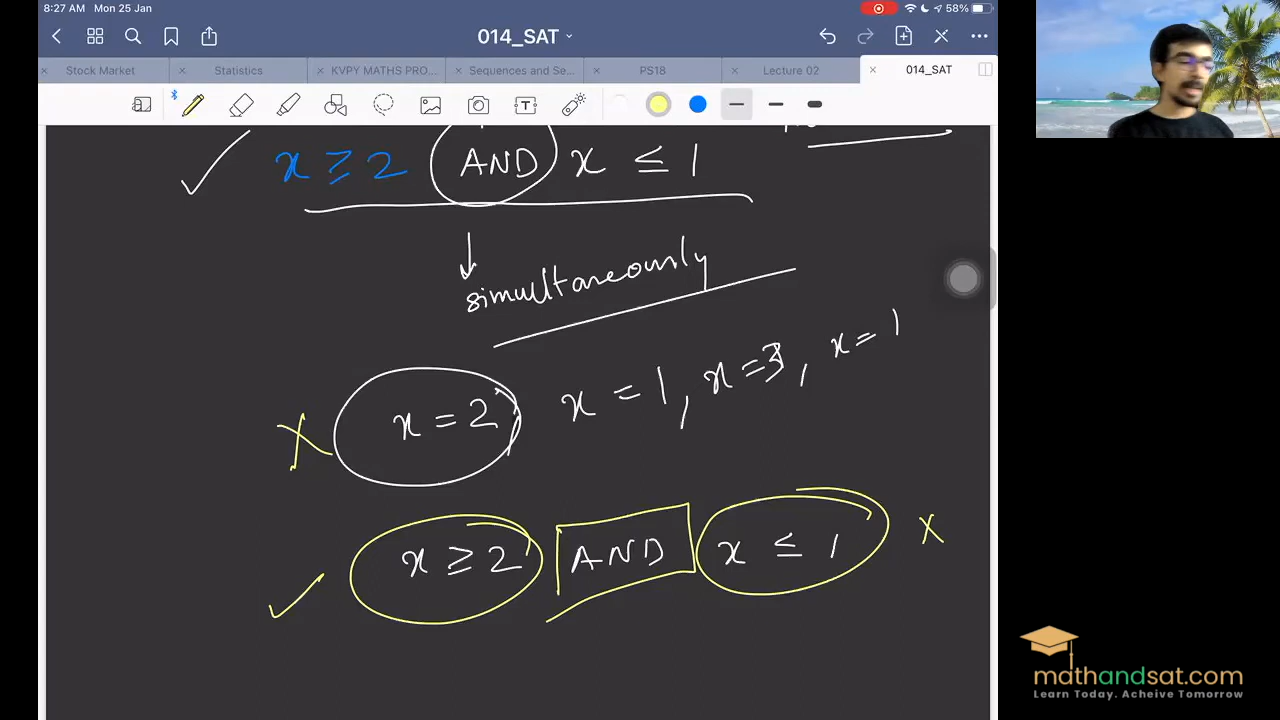 8:27 AM Mon 25 Jan
58%
014_SAT
Stock Market
Statistics
KVPY MATHS PRO...
Sequences and Se...
PS18
Lecture 02
014_SAT
x ≥ 2 AND x ≤ 1
simultaneously
x = 2, x = 1, x = 3, x = 1
x ≥ 2 AND x ≤ 1
mathandsat.com
Learn Today. Acheive Tomorrow